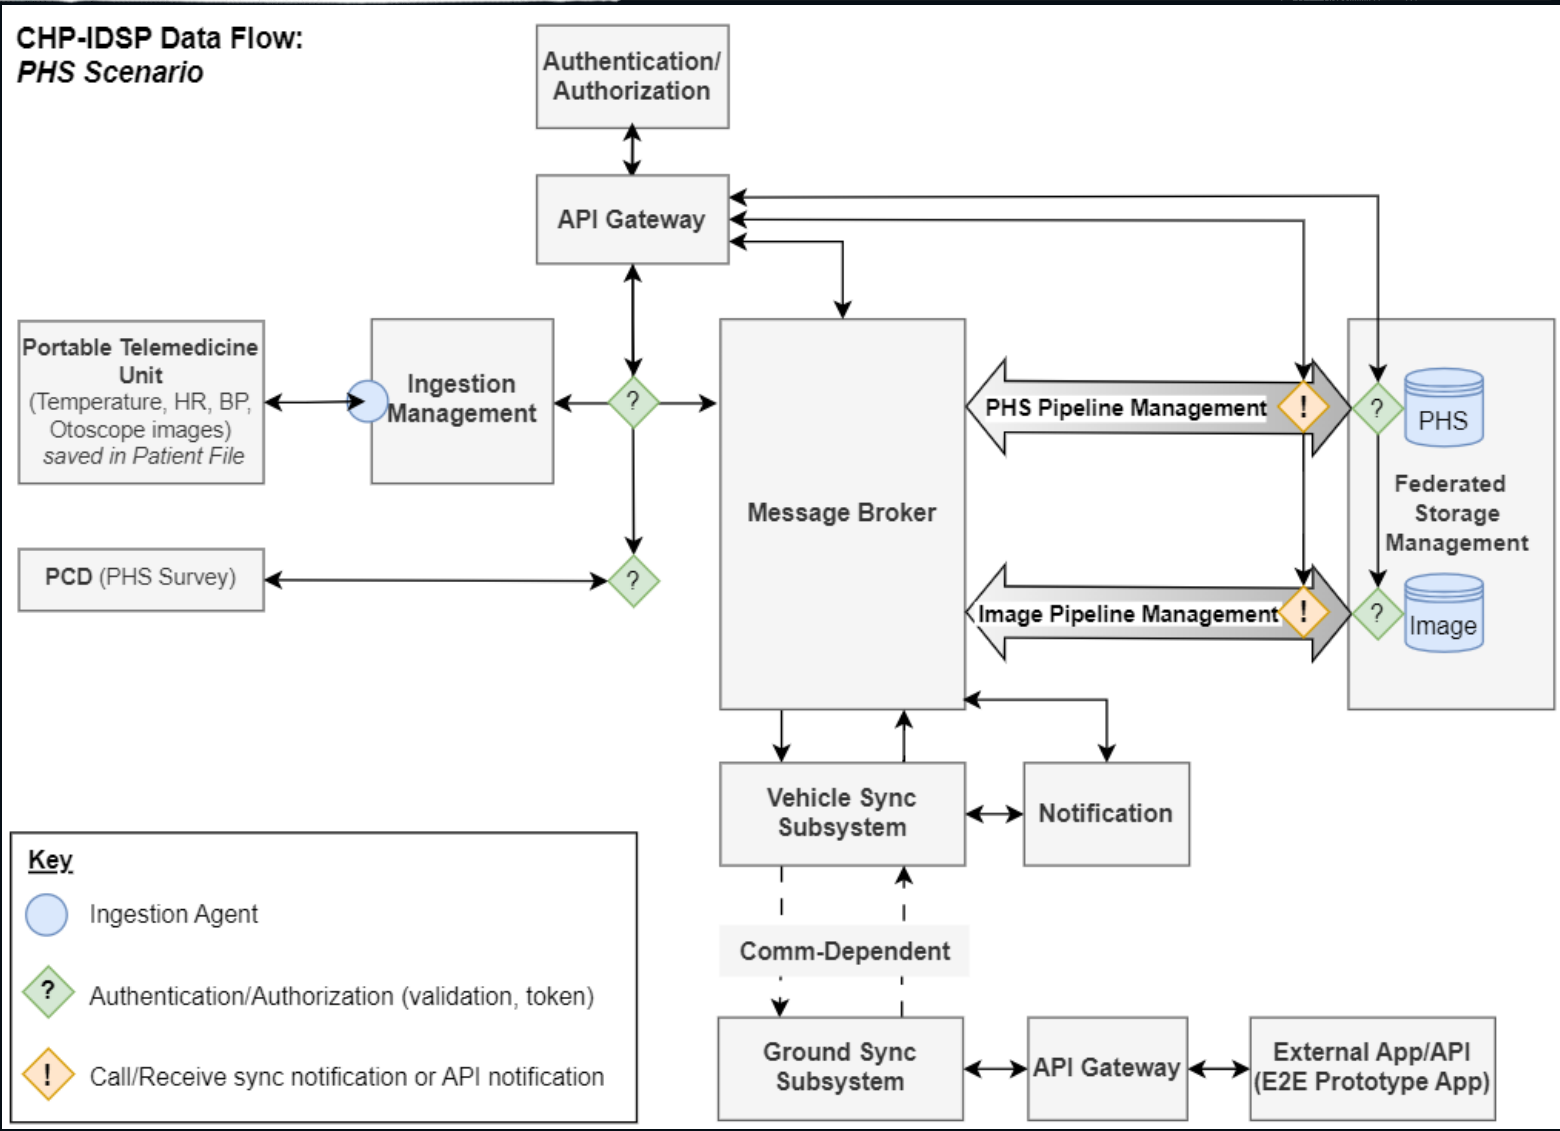 CHP-IDSP Data Flow:
PHS Scenario
Authentication/
Authorization
API Gateway
Portable Telemedicine
Unit
(Temperature, HR, BP,
Otoscope images)
saved in Patient File
Ingestion
Management
?
PCD (PHS Survey)
?
Message Broker
PHS Pipeline Management
!
?
PHS
Federated
Storage
Management
Image Pipeline Management
!
?
Image
Vehicle Sync
Subsystem
Notification
Comm-Dependent
Ground Sync
Subsystem
API Gateway
External App/API
(E2E Prototype App)
Key
Ingestion Agent
? Authentication/Authorization (validation, token)
! Call/Receive sync notification or API notification